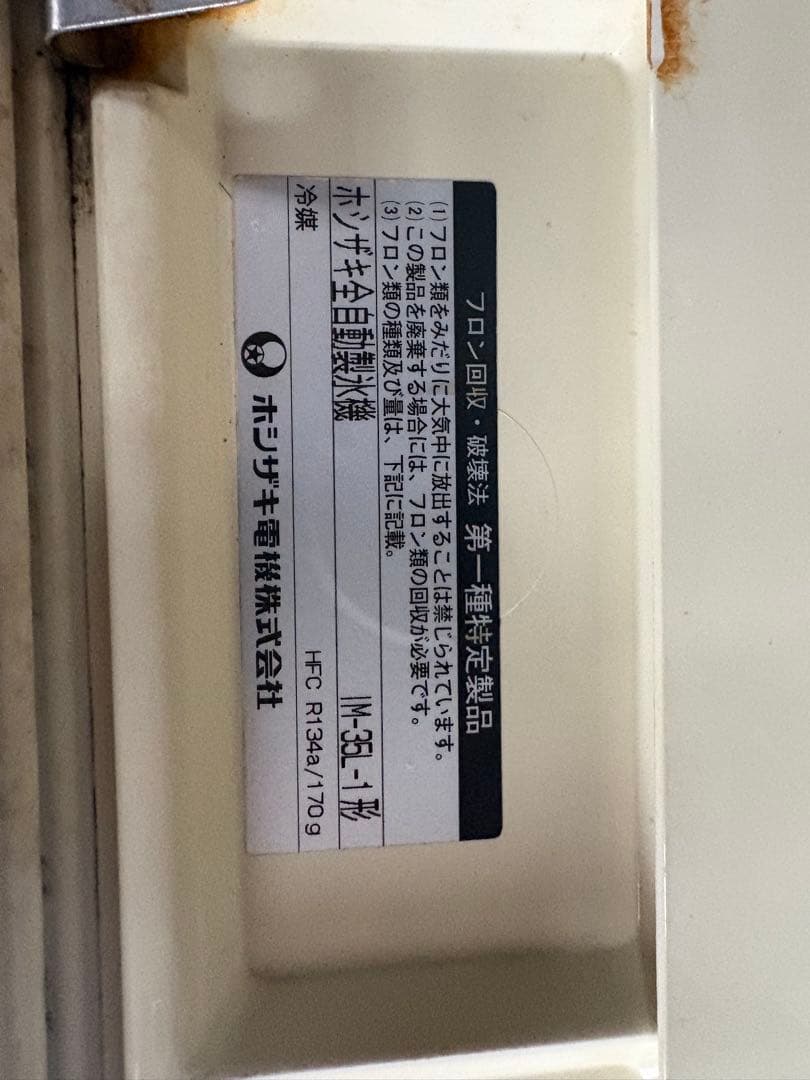 フロン回収・破壊法 第一種特定製品
(1)フロン類をみだりに大気中に放出することは禁じられています。
(2)この製品を廃棄する場合には、フロン類の回収が必要です。
(3)フロン類の種類及び量は、下記に記載。
ホシザキ全自動製氷機 IM-35L-1形
冷媒 HFC R134a/170g
ホシザキ電機株式会社